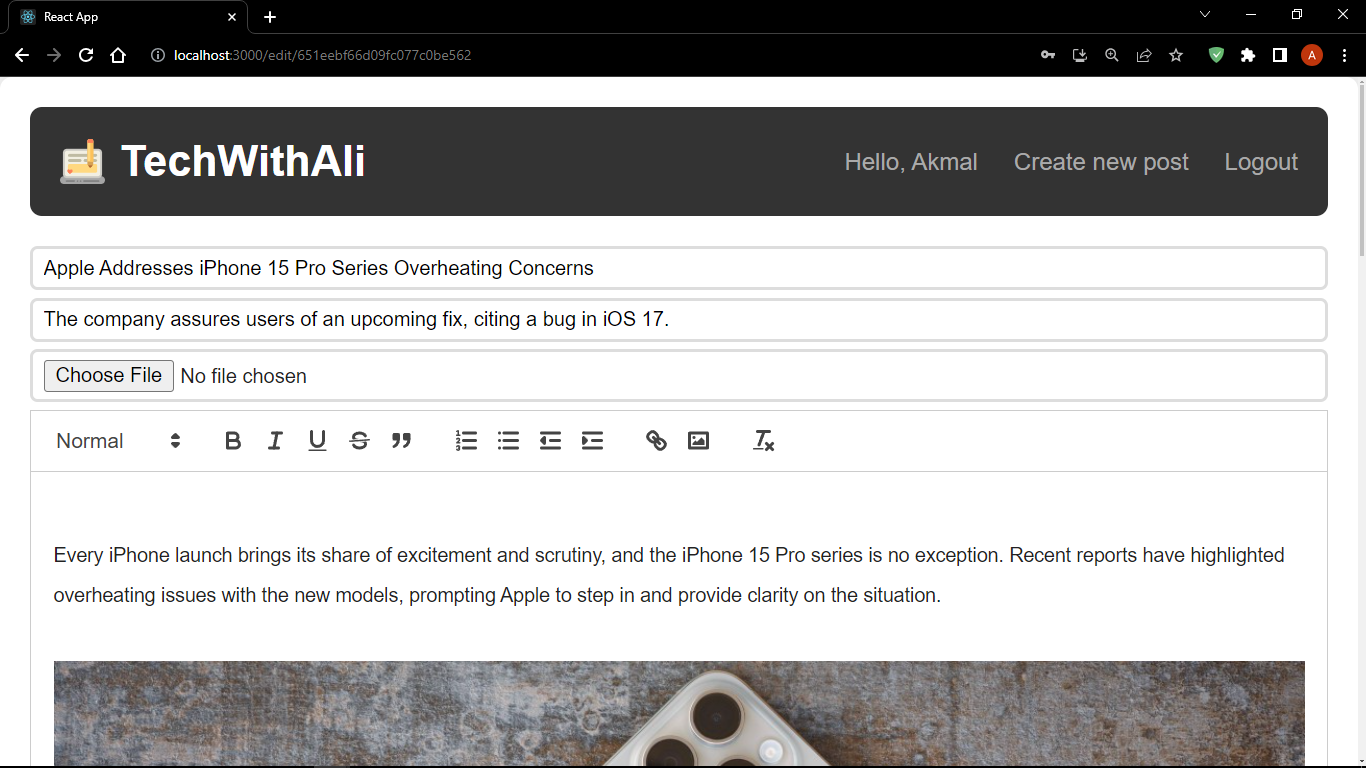 React App
localhost:3000/edit/651eebf66d09fc077c0be562
A
TechWithAli
Hello, Akmal
Create new post
Logout
Apple Addresses iPhone 15 Pro Series Overheating Concerns
The company assures users of an upcoming fix, citing a bug in iOS 17.
Choose File No file chosen
Normal
Every iPhone launch brings its share of excitement and scrutiny, and the iPhone 15 Pro series is no exception. Recent reports have highlighted
overheating issues with the new models, prompting Apple to step in and provide clarity on the situation.